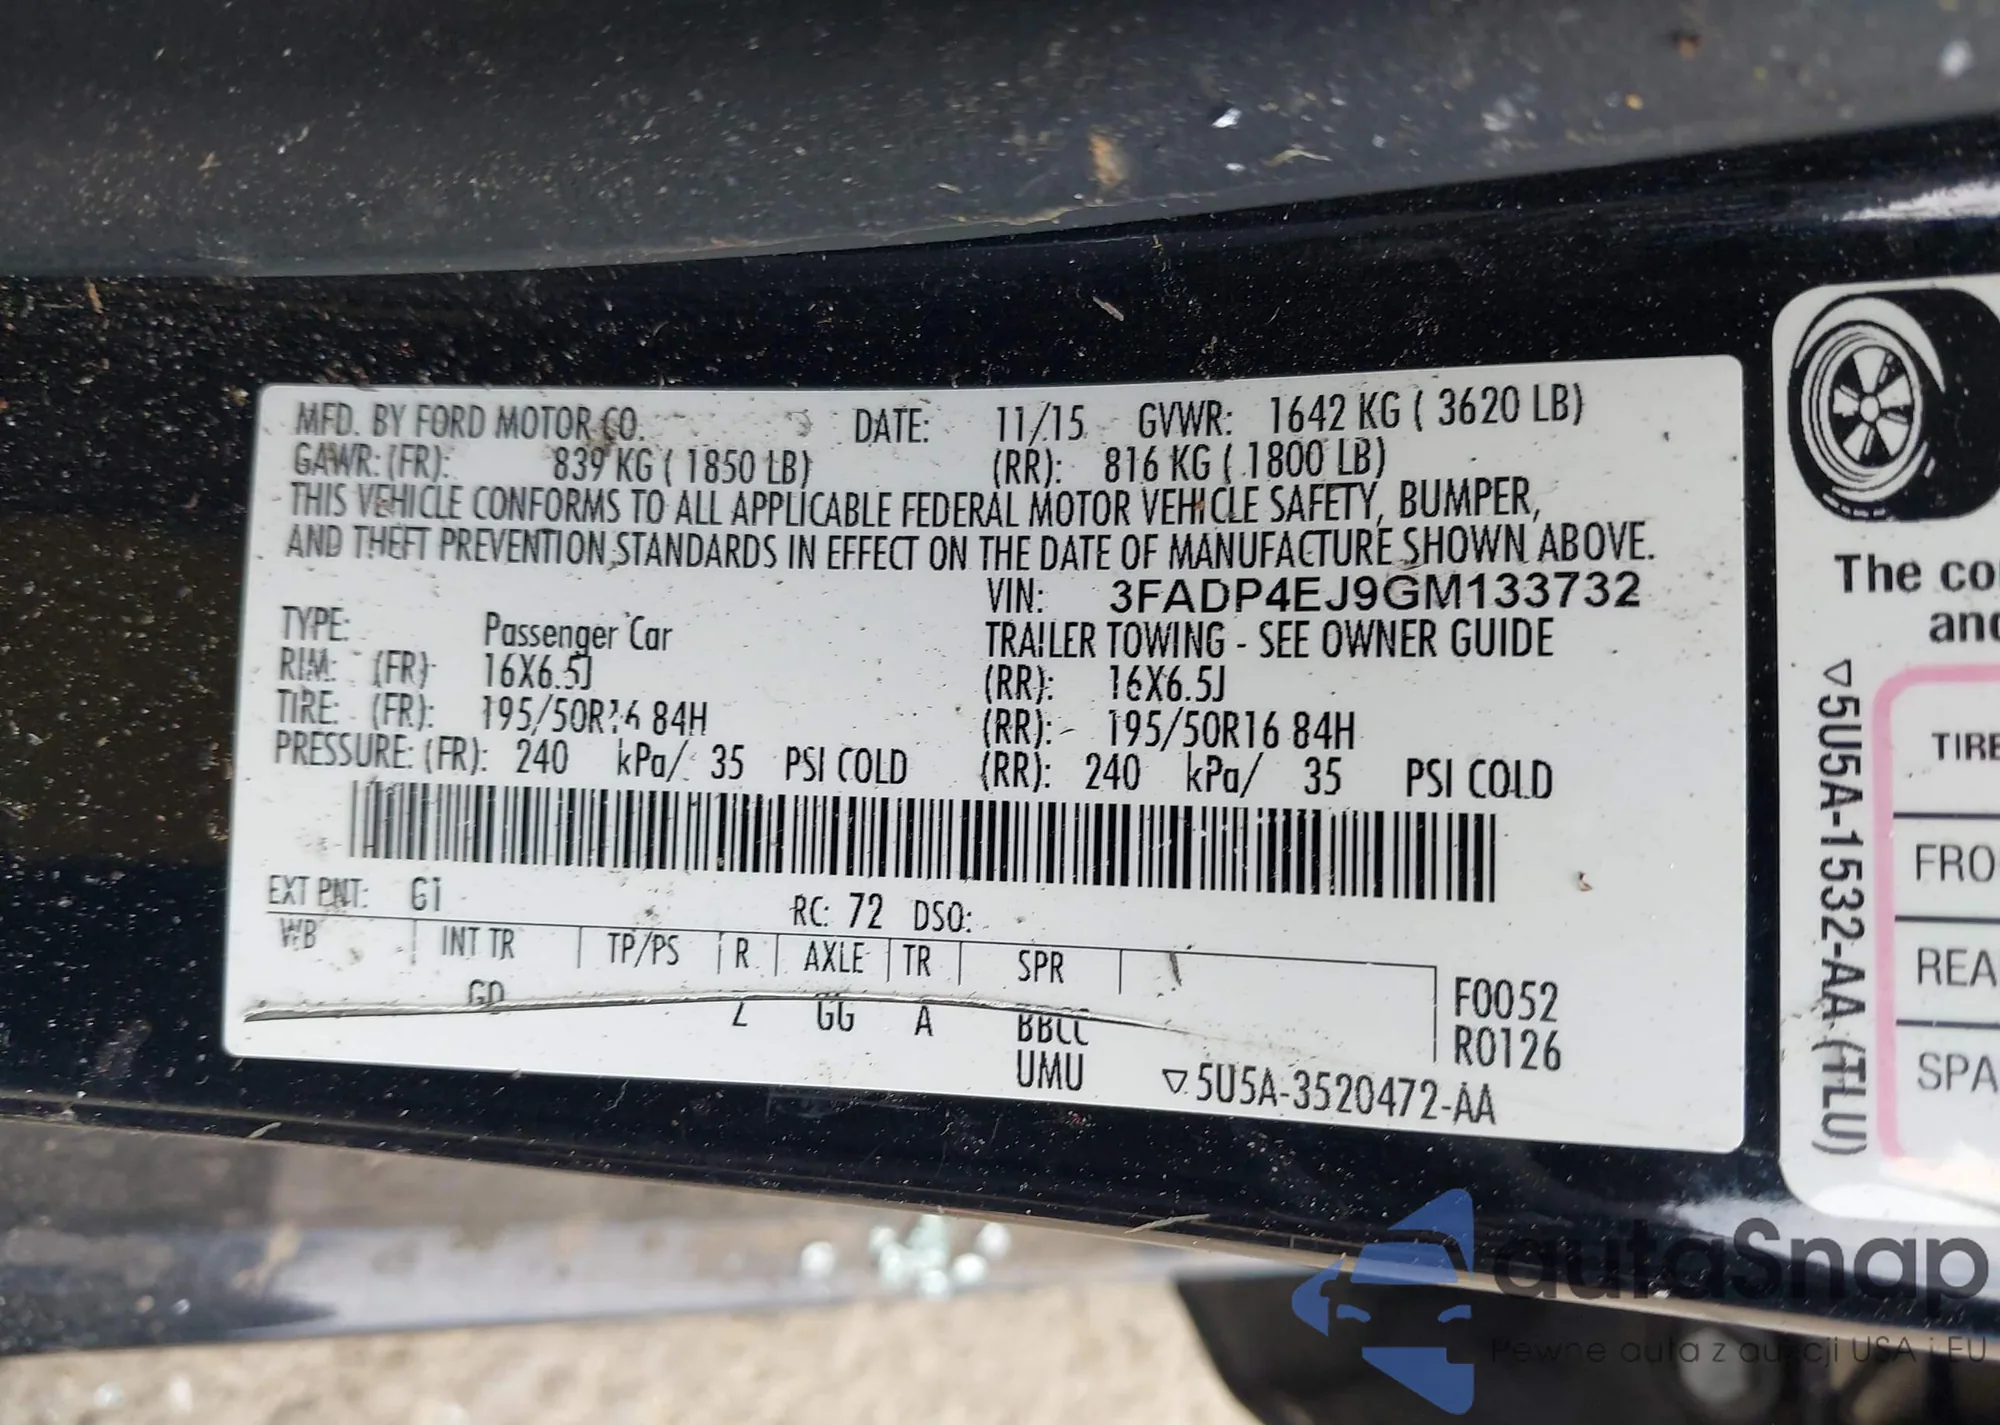 MFD. BY FORD MOTOR CO. DATE: 11/15 GVWR: 1642 KG ( 3620 LB)
GAWR: (FR): 839 KG ( 1850 LB) (RR): 816 KG ( 1800 LB)
THIS VEHICLE CONFORMS TO ALL APPLICABLE FEDERAL MOTOR VEHICLE SAFETY, BUMPER,
AND THEFT PREVENTION STANDARDS IN EFFECT ON THE DATE OF MANUFACTURE SHOWN ABOVE.
VIN: 3FADP4EJ9GM133732
TYPE: Passenger Car TRAILER TOWING - SEE OWNER GUIDE
RIM: (FR) 16X6.5J (RR): 16X6.5J
TIRE: (FR): 195/50R16 84H (RR): 195/50R16 84H
PRESSURE: (FR): 240 kPa/ 35 PSI COLD (RR): 240 kPa/ 35 PSI COLD
EXT PNT: G1 RC: 72 DSO:
WB INT TR TP/PS R AXLE TR SPR
GD Z GG A BBCC
UMU
F0052
R0126
▽5U5A-3520472-AA
The co
and
▽5U5A-1532-AA (TLU)
TIRE
FRO
REA
SPA
autaSnap
Pewne auta z aukcji USA i EU